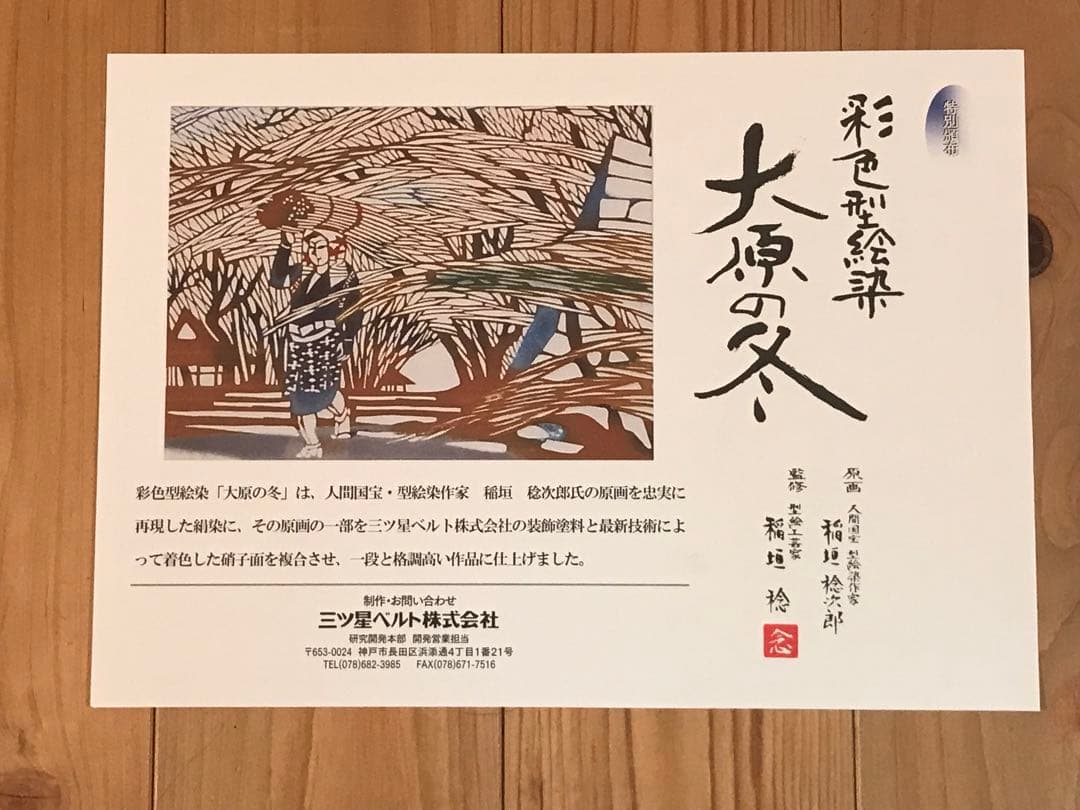 特別頒布
彩色型絵染
大原の冬
原画 人間国宝 型絵染作家 稲垣 稔次郎
監修 型絵工芸家 稲垣 稔
彩色型絵染「大原の冬」は、人間国宝・型絵染作家 稲垣 稔次郎氏の原画を忠実に
再現した絹染に、その原画の一部を三ツ星ベルト株式会社の装飾塗料と最新技術によ
って着色した硝子面を複合させ、一段と格調高い作品に仕上げました。
制作・お問い合わせ
三ツ星ベルト株式会社
研究開発本部 開発営業担当
〒653-0024 神戸市長田区浜添通4丁目1番21号
TEL(078)682-3985 FAX(078)671-7516